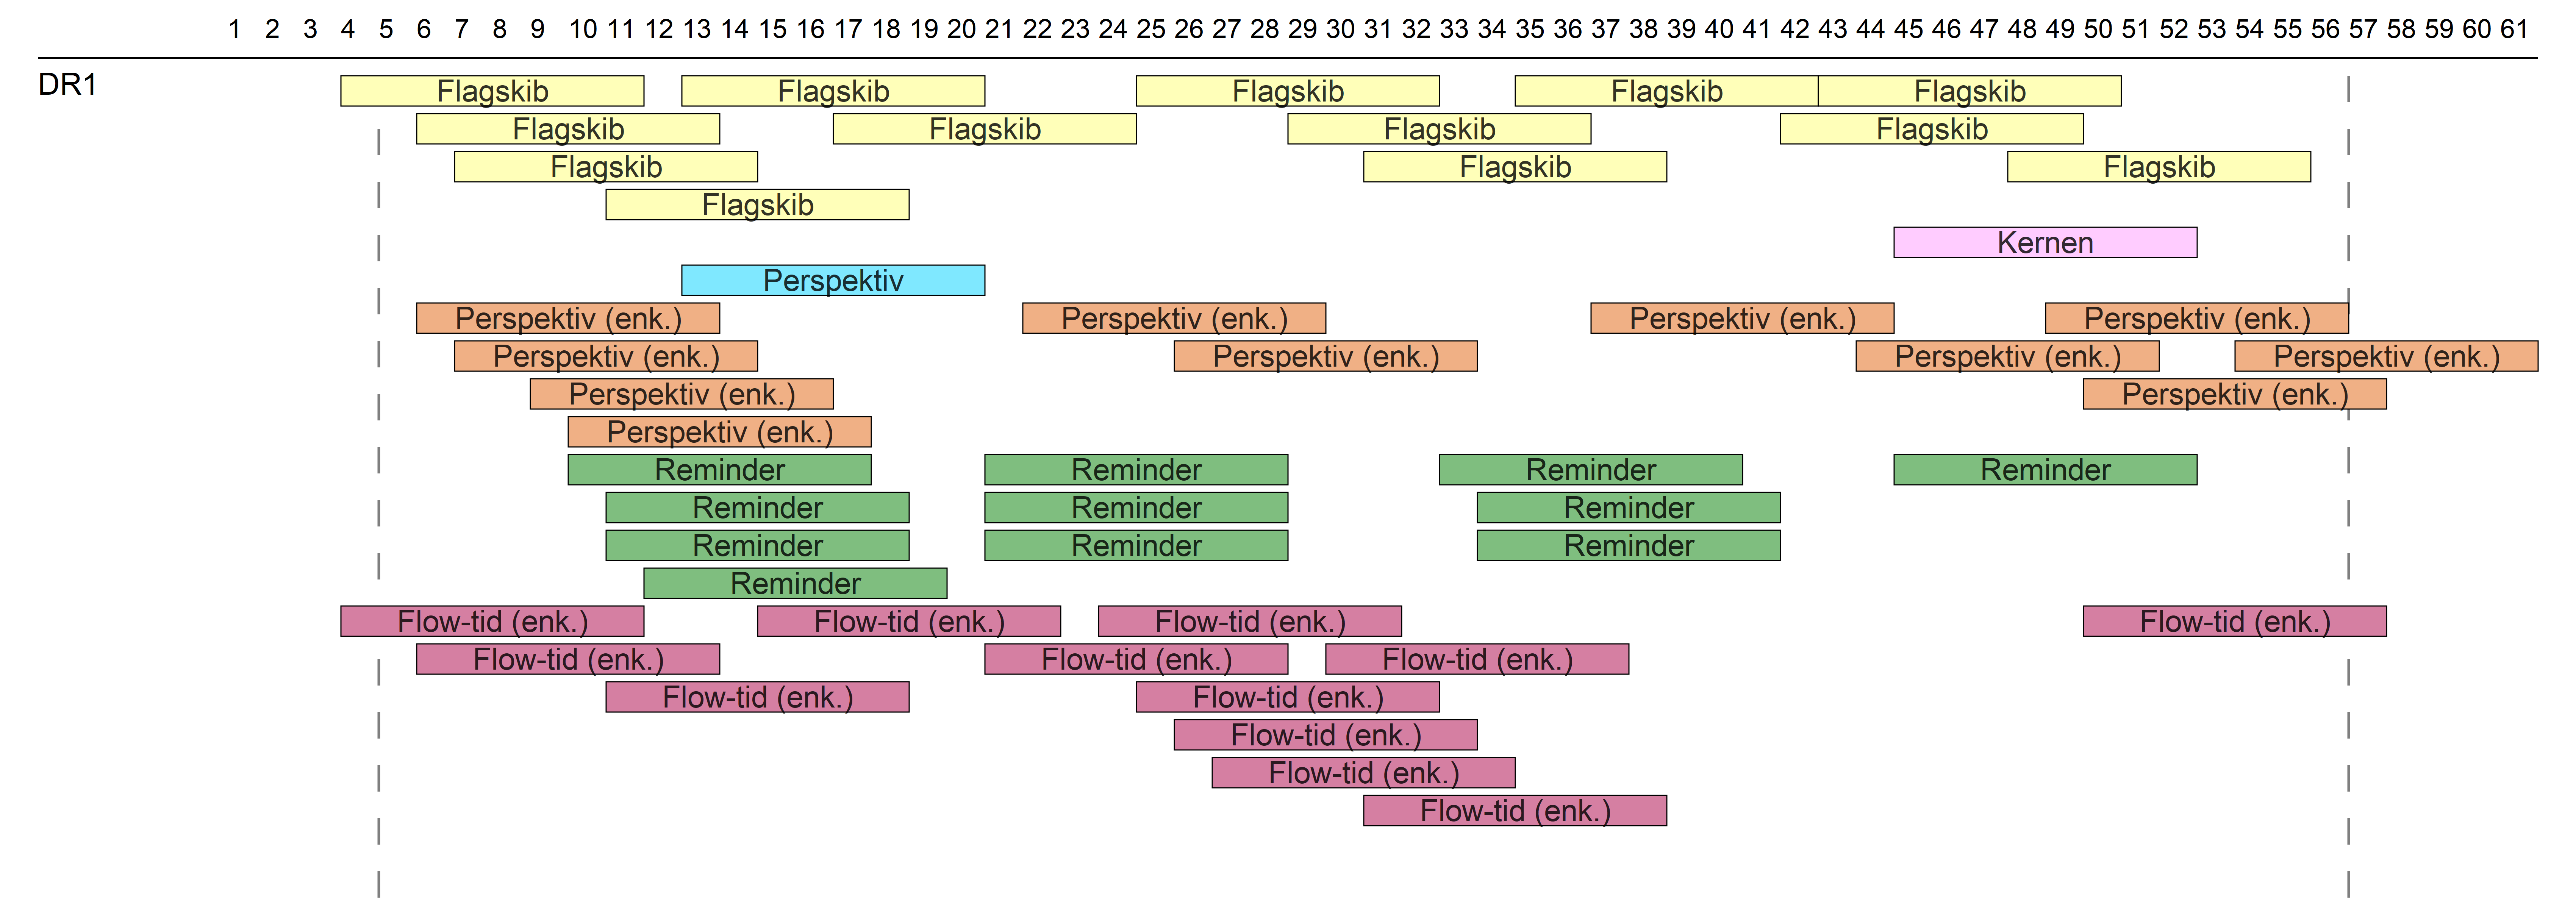 1 2 3 4 5 6 7 8 9 10 11 12 13 14 15 16 17 18 19 20 21 22 23 24 25 26 27 28 29 30 31 32 33 34 35 36 37 38 39 40 41 42 43 44 45 46 47 48 49 50 51 52 53 54 55 56 57 58 59 60 61
DR1 Flagskib Flagskib Flagskib Flagskib Flagskib
Flagskib Flagskib Flagskib Flagskib
Flagskib Flagskib Flagskib
Flagskib
Kernen
Perspektiv
Perspektiv (enk.) Perspektiv (enk.) Perspektiv (enk.) Perspektiv (enk.)
Perspektiv (enk.) Perspektiv (enk.) Perspektiv (enk.) Perspektiv (enk.)
Perspektiv (enk.) Perspektiv (enk.)
Perspektiv (enk.)
Reminder Reminder Reminder Reminder
Reminder Reminder Reminder
Reminder Reminder Reminder
Reminder
Flow-tid (enk.) Flow-tid (enk.) Flow-tid (enk.) Flow-tid (enk.)
Flow-tid (enk.) Flow-tid (enk.) Flow-tid (enk.)
Flow-tid (enk.) Flow-tid (enk.)
Flow-tid (enk.)
Flow-tid (enk.)
Flow-tid (enk.)